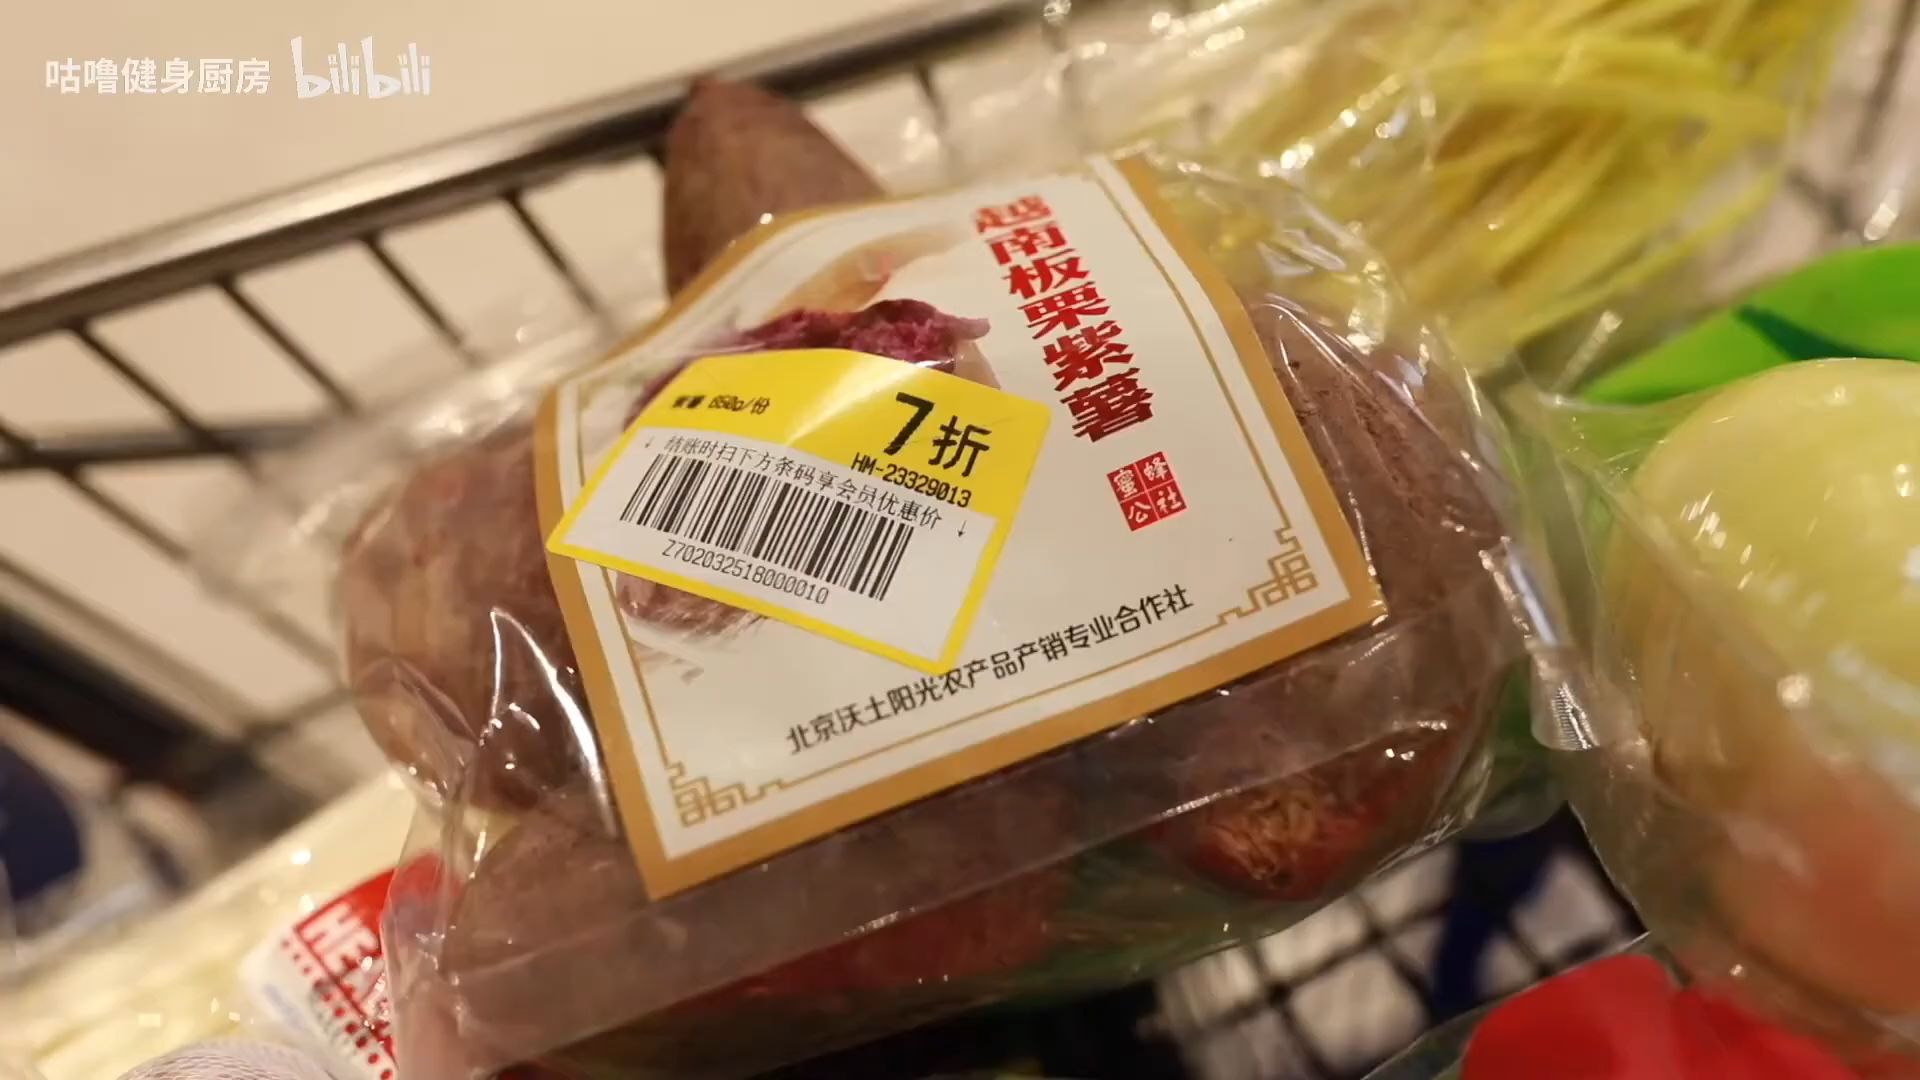 咕噜健身厨房 bilibili
越南板栗紫薯
蜜蜂
公社
650g/份
7折
HM-23329013
↓ 结账时扫下方条码享会员优惠价 ↓
Z702032518000010
北京沃土阳光农产品产销专业合作社